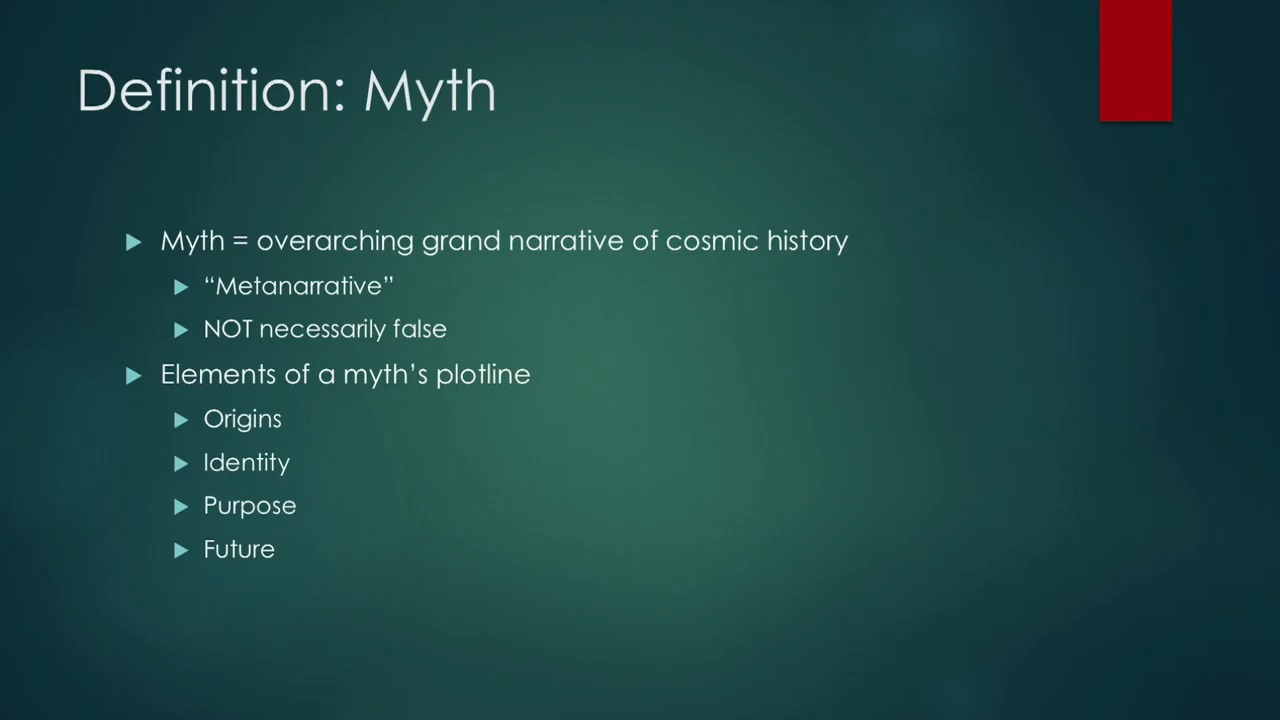 Definition: Myth
Myth = overarching grand narrative of cosmic history
“Metanarrative”
NOT necessarily false
Elements of a myth’s plotline
Origins
Identity
Purpose
Future